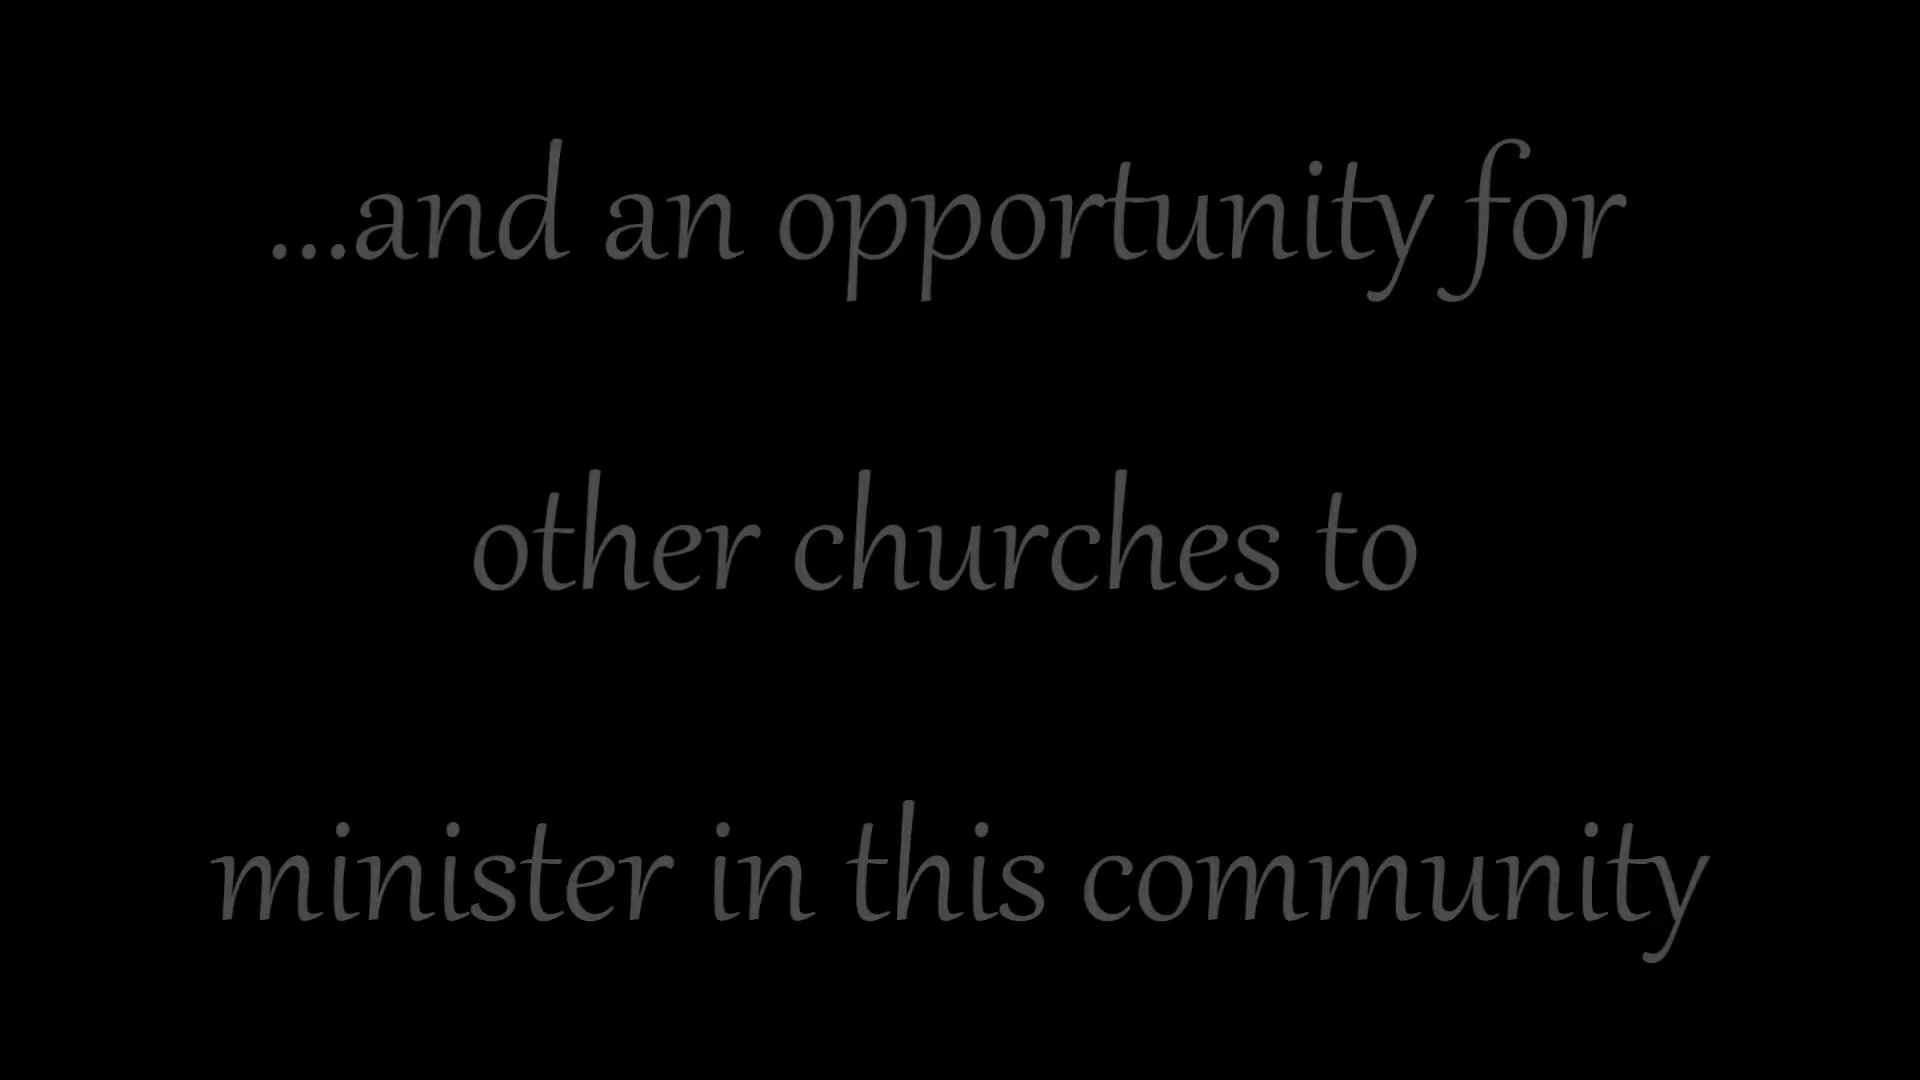 ...and an opportunity for
other churches to
minister in this community